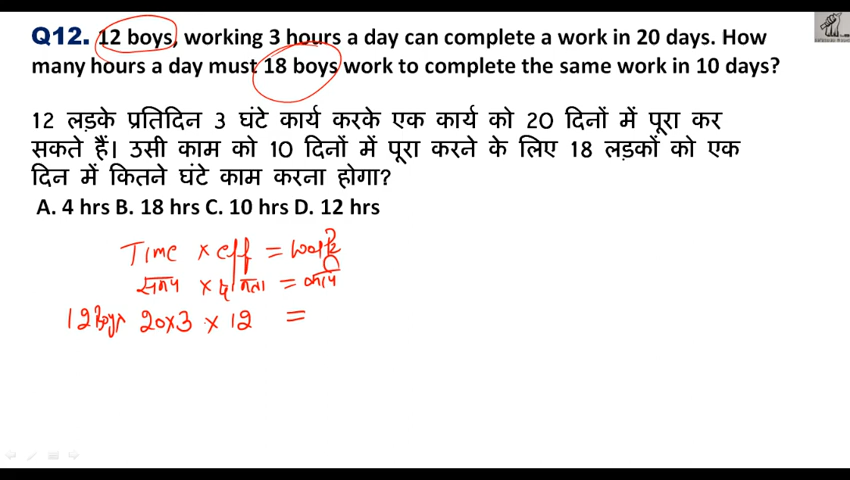 Q12. 12 boys, working 3 hours a day can complete a work in 20 days. How
many hours a day must 18 boys work to complete the same work in 10 days?
12 लड़के प्रतिदिन 3 घंटे कार्य करके एक कार्य को 20 दिनों में पूरा कर
सकते हैं। उसी काम को 10 दिनों में पूरा करने के लिए 18 लड़कों को एक
दिन में कितने घंटे काम करना होगा?
A. 4 hrs B. 18 hrs C. 10 hrs D. 12 hrs
Time × eff = work
समय × = कार्य
12 Boys 20×3 × 12 =